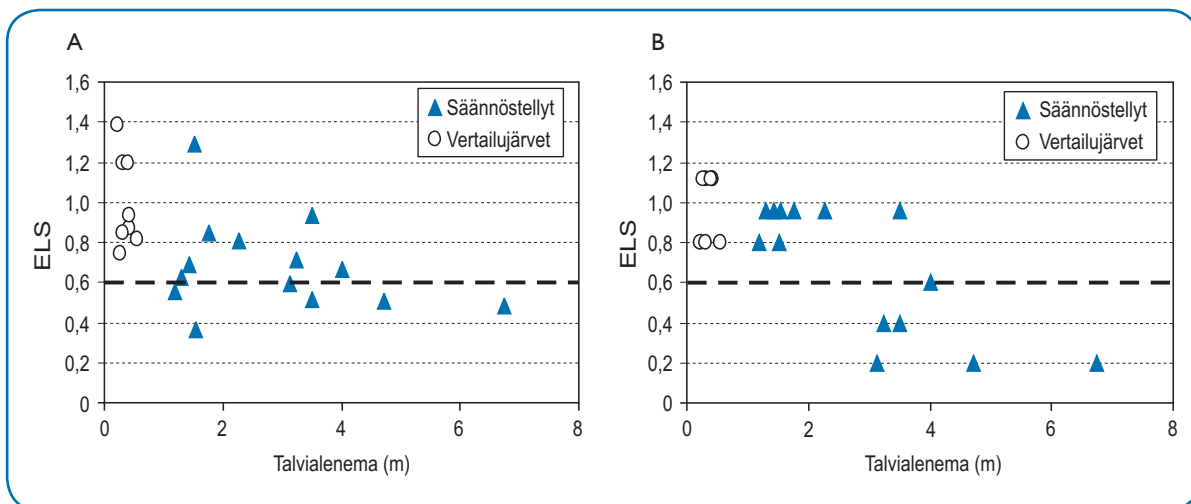 A
ELS
1,6
1,4
1,2
1,0
0,8
0,6
0,4
0,2
0
0 2 4 6 8
Talvialenema (m)
Säännöstellyt
Vertailujärvet
B
ELS
1,6
1,4
1,2
1,0
0,8
0,6
0,4
0,2
0
0 2 4 6 8
Talvialenema (m)
Säännöstellyt
Vertailujärvet